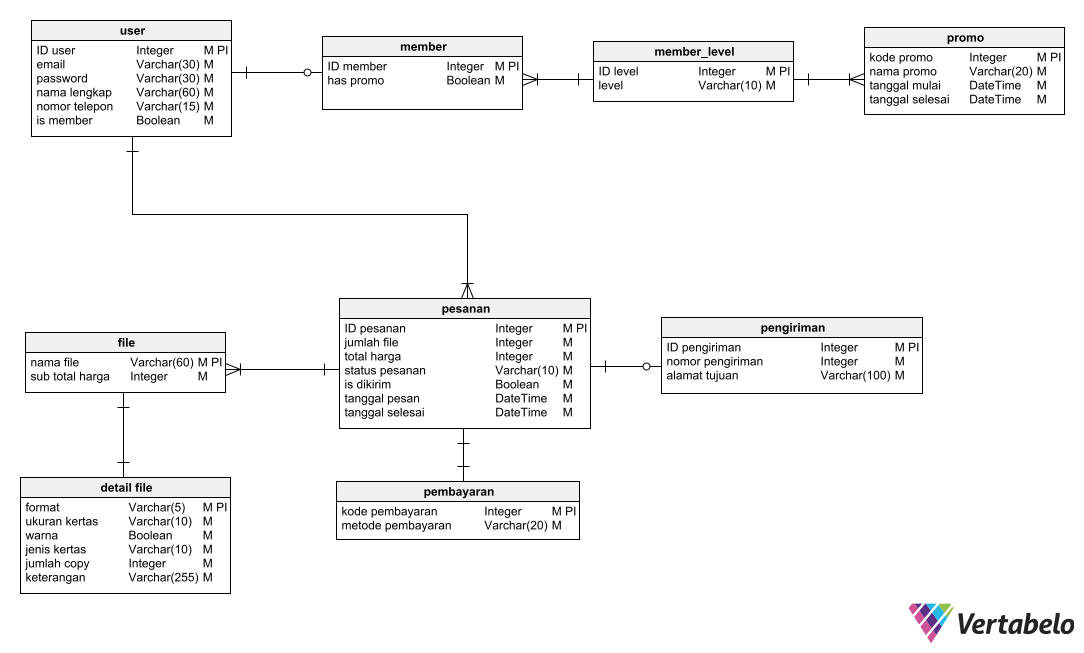 user
ID user Integer M PI
email Varchar(30) M
password Varchar(30) M
nama lengkap Varchar(60) M
nomor telepon Varchar(15) M
is member Boolean M
member
ID member Integer M PI
has promo Boolean M
member_level
ID level Integer M PI
level Varchar(10) M
promo
kode promo Integer M PI
nama promo Varchar(20) M
tanggal mulai DateTime M
tanggal selesai DateTime M
file
nama file Varchar(60) M PI
sub total harga Integer M
pesanan
ID pesanan Integer M PI
jumlah file Integer M
total harga Integer M
status pesanan Varchar(10) M
is dikirim Boolean M
tanggal pesan DateTime M
tanggal selesai DateTime M
pengiriman
ID pengiriman Integer M PI
nomor pengiriman Integer M
alamat tujuan Varchar(100) M
detail file
format Varchar(5) M PI
ukuran kertas Varchar(10) M
warna Boolean M
jenis kertas Varchar(10) M
jumlah copy Integer M
keterangan Varchar(255) M
pembayaran
kode pembayaran Integer M PI
metode pembayaran Varchar(20) M
Vertabelo